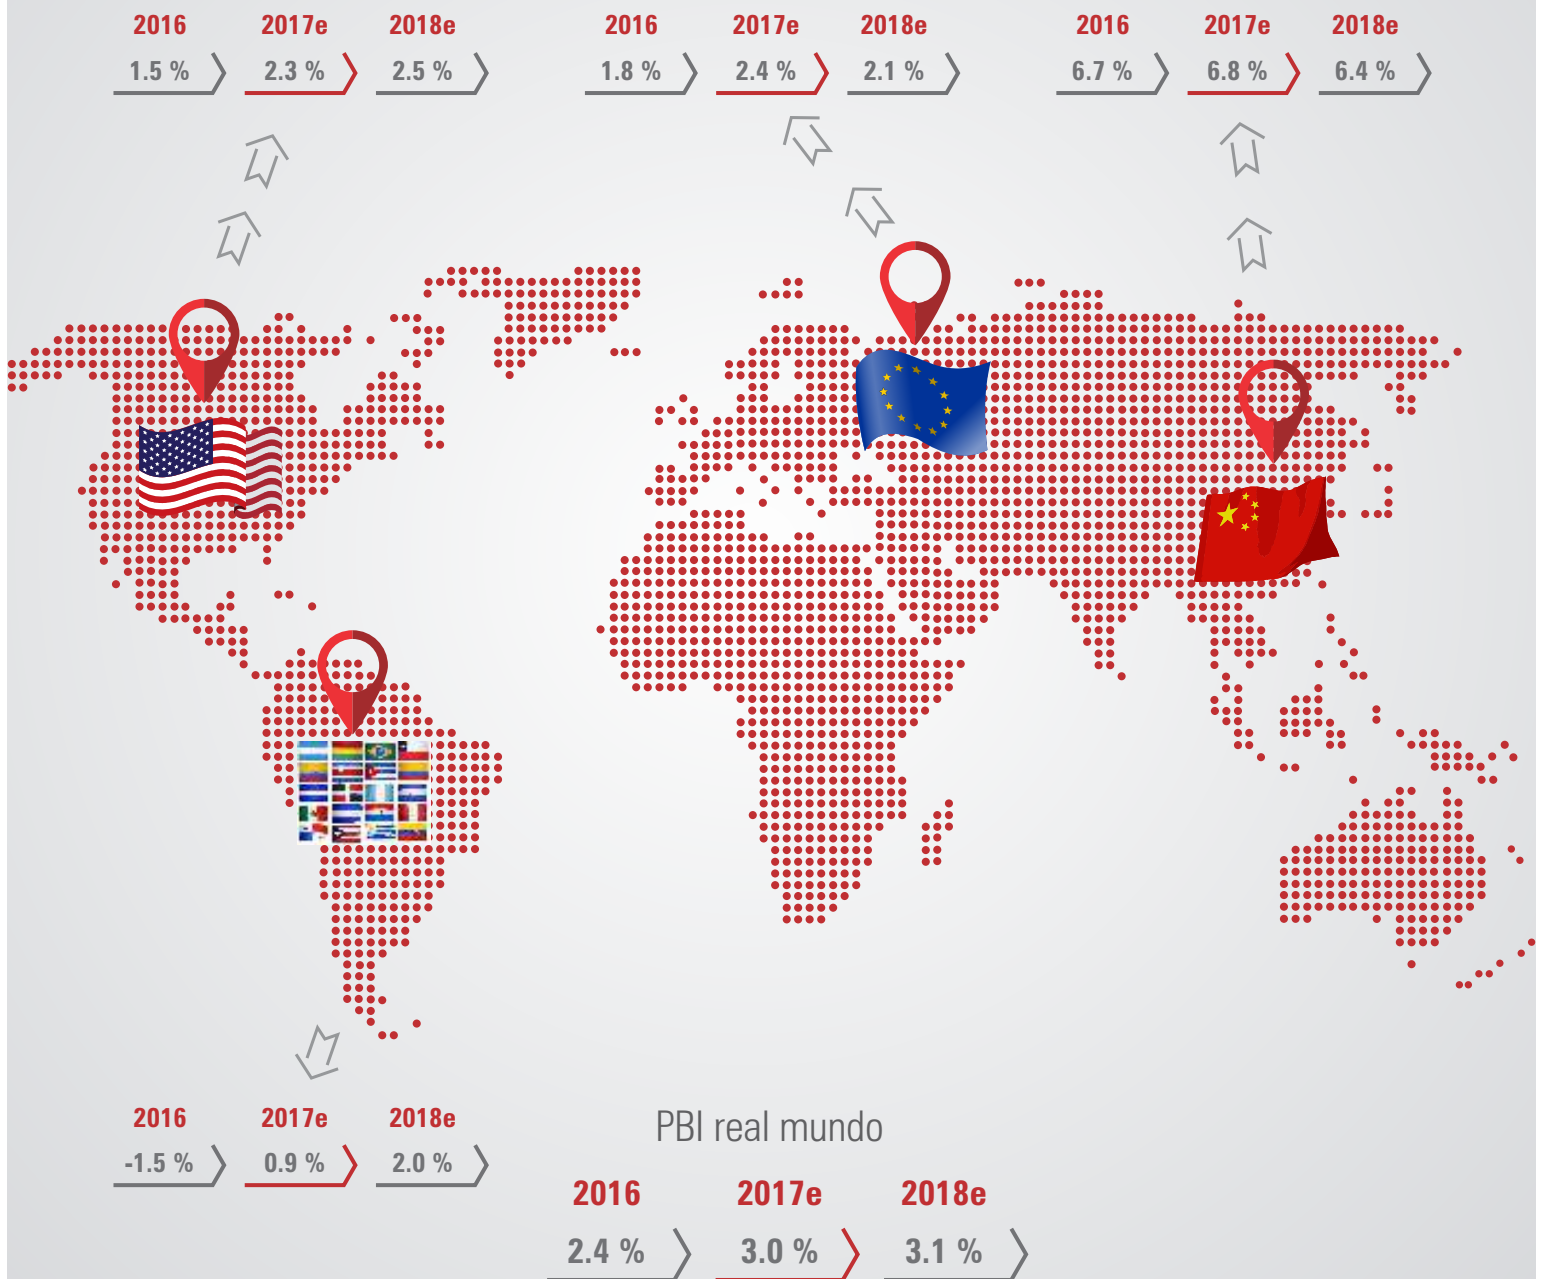 2016 2017e 2018e
1.5 % 2.3 % 2.5 %
2016 2017e 2018e
1.8 % 2.4 % 2.1 %
2016 2017e 2018e
6.7 % 6.8 % 6.4 %
2016 2017e 2018e
-1.5 % 0.9 % 2.0 %
PBI real mundo
2016 2017e 2018e
2.4 % 3.0 % 3.1 %